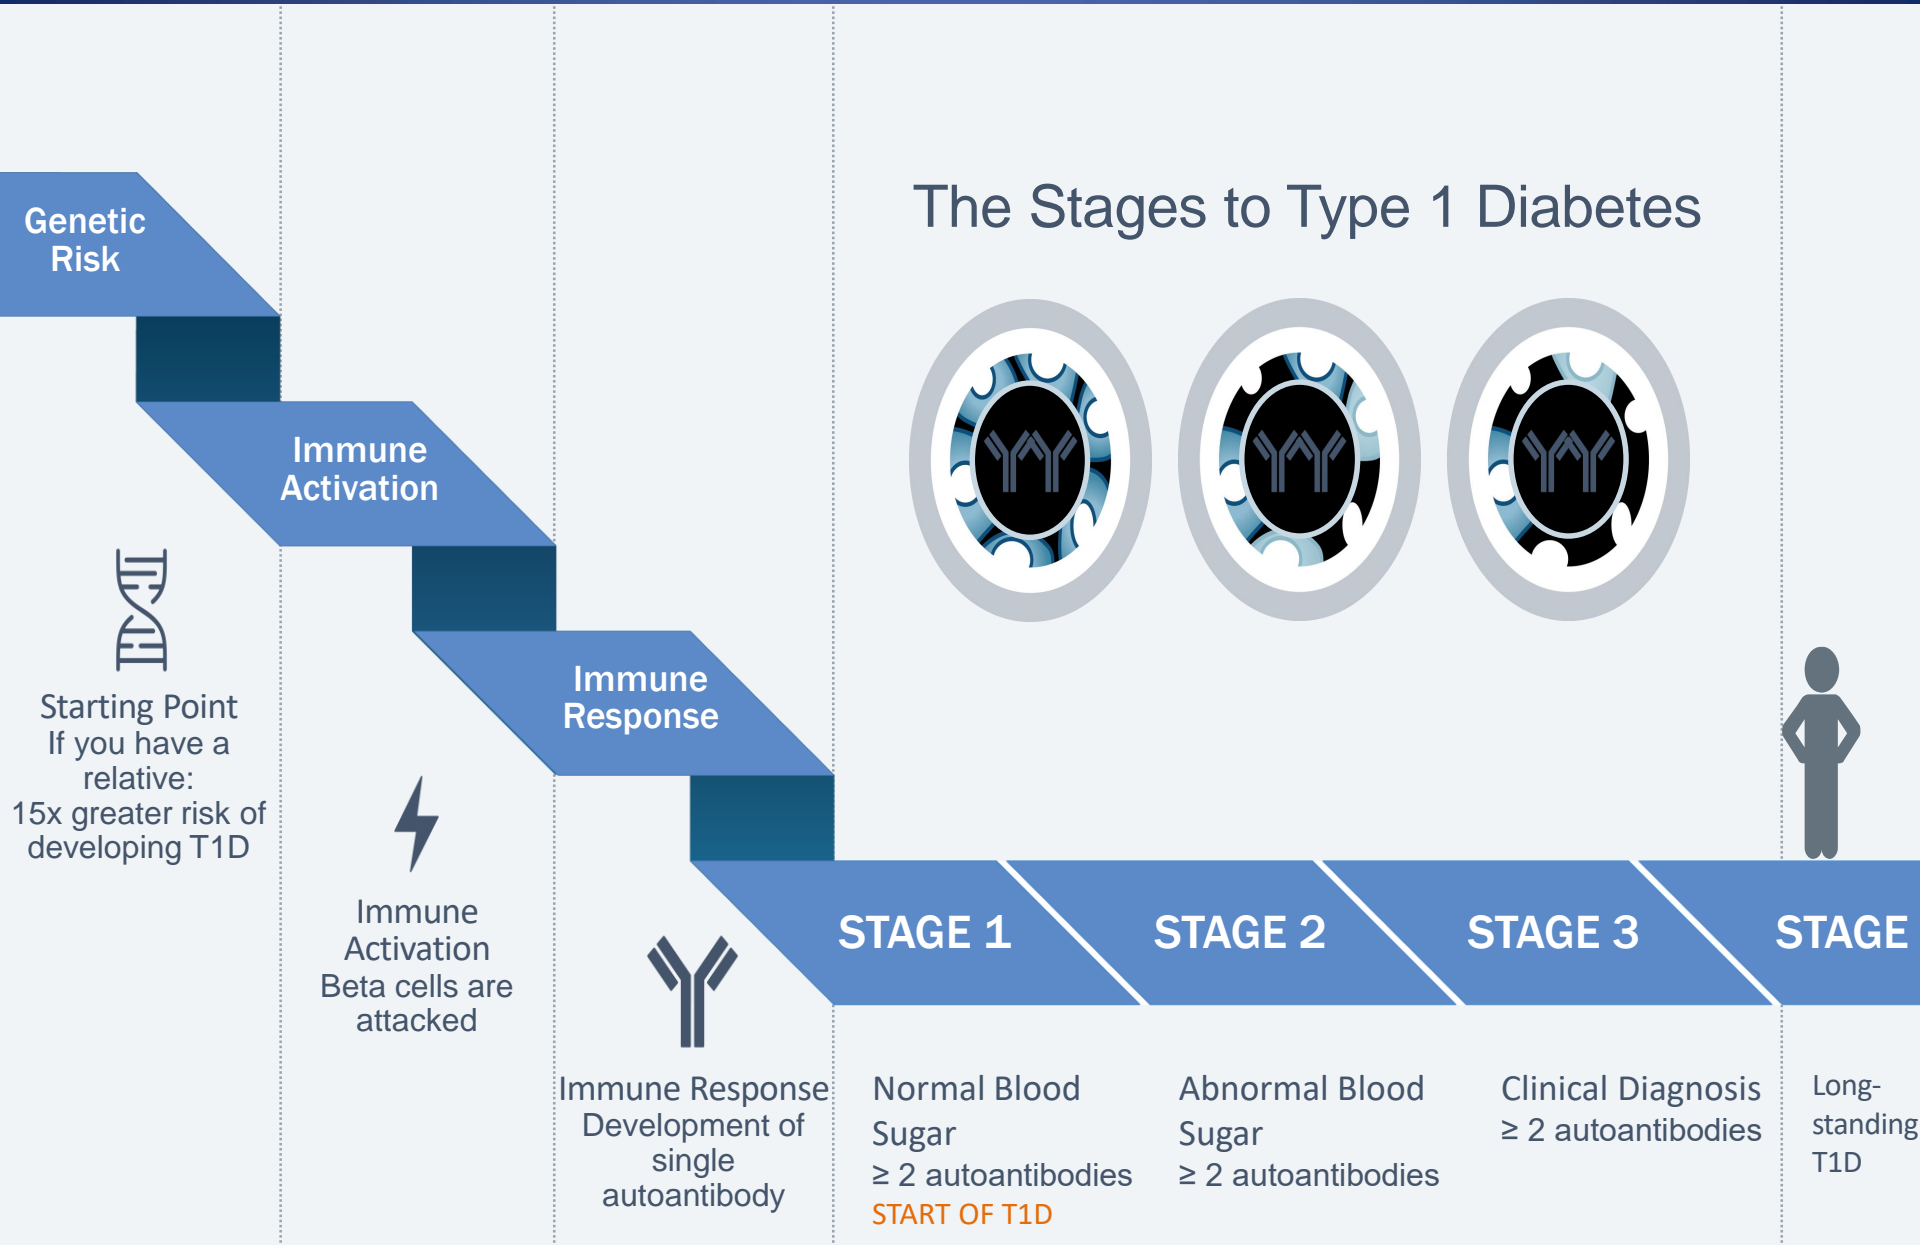 The Stages to Type 1 Diabetes
Genetic
Risk
Starting Point
If you have a
relative:
15x greater risk of
developing T1D
Immune
Activation
Immune
Activation
Beta cells are
attacked
Immune
Response
Immune Response
Development of
single
autoantibody
STAGE 1
Normal Blood
Sugar
≥ 2 autoantibodies
START OF T1D
STAGE 2
Abnormal Blood
Sugar
≥ 2 autoantibodies
STAGE 3
Clinical Diagnosis
≥ 2 autoantibodies
STAGE
Long-
standing
T1D